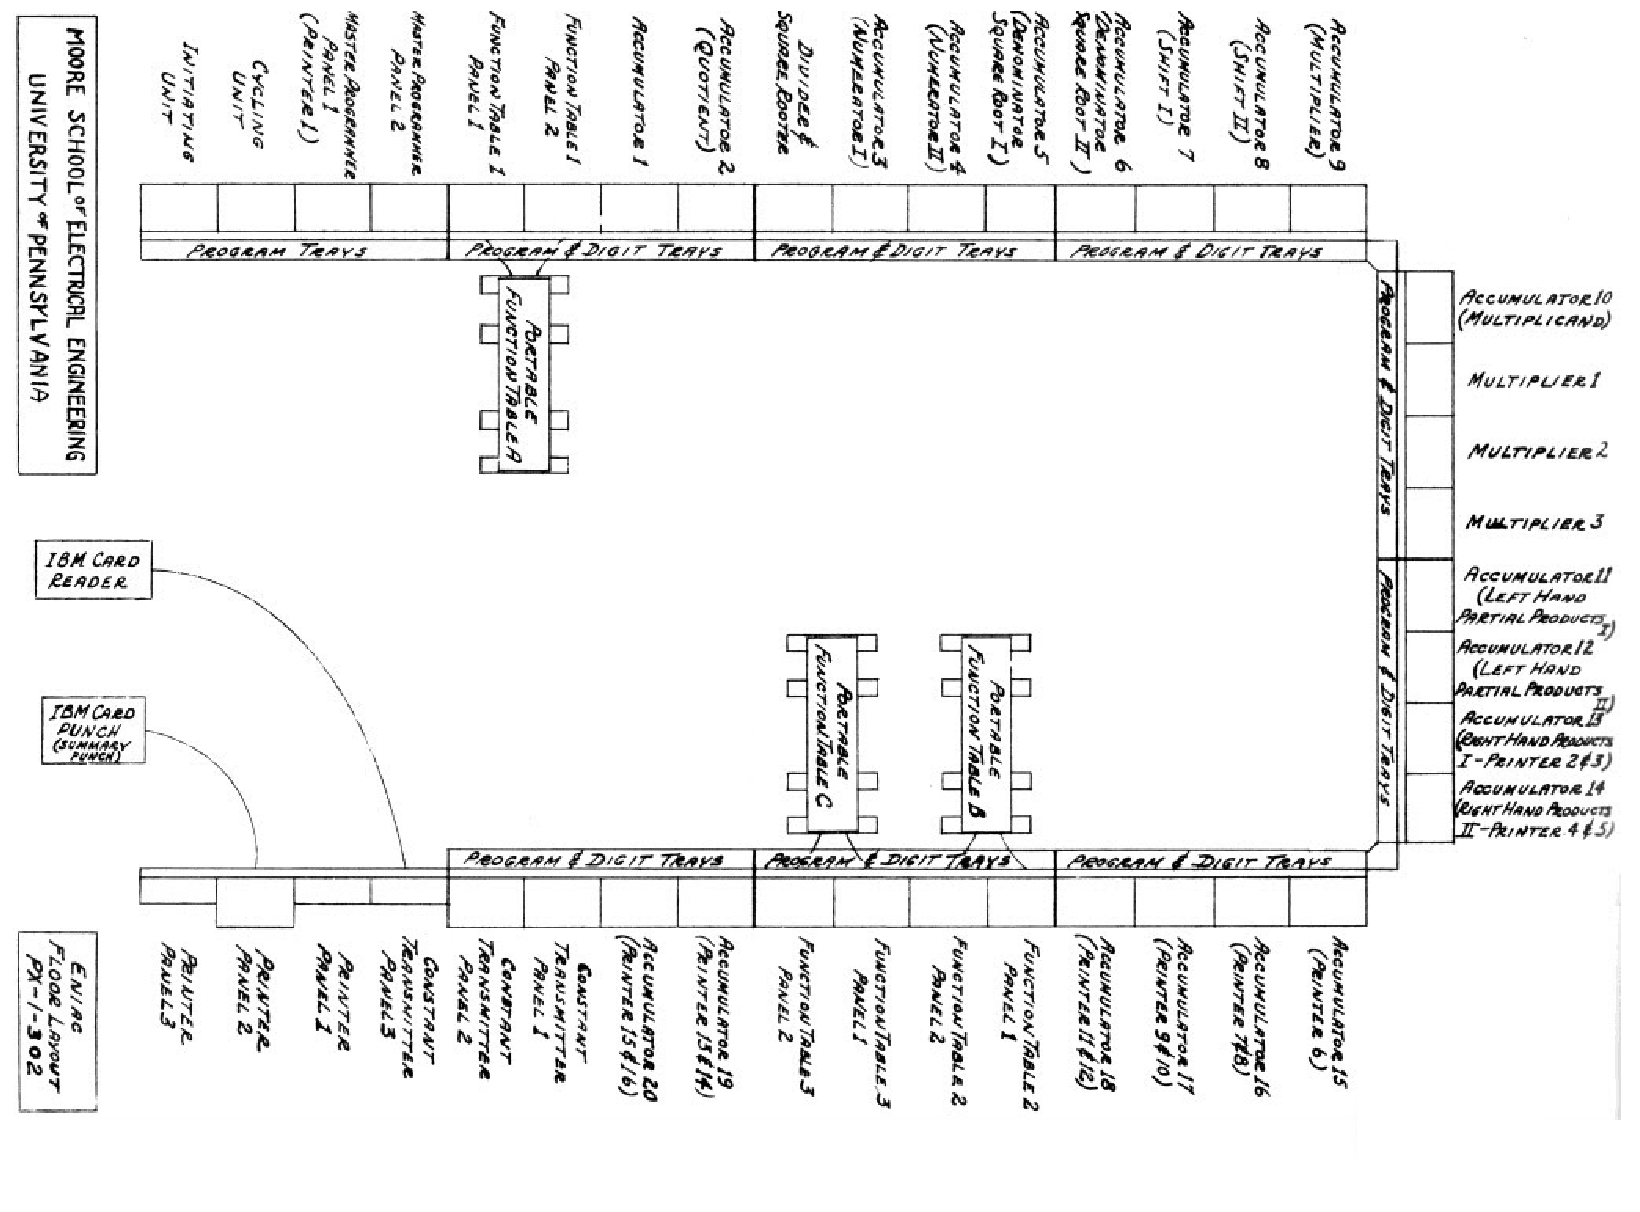 MOORE SCHOOL OF ELECTRICAL ENGINEERING
UNIVERSITY OF PENNSYLVANIA
INITIATING
UNIT
CYCLING
UNIT
MASTER PROGRAMMER
PANEL 1
(PRINTER 1)
MASTER PROGRAMMER
PANEL 2
FUNCTION TABLE 1
PANEL 1
FUNCTION TABLE 1
PANEL 2
ACCUMULATOR 1
ACCUMULATOR 2
(QUOTIENT)
DIVIDER &
SQUARE ROOTER
ACCUMULATOR 3
(NUMERATOR I)
ACCUMULATOR 4
(NUMERATOR II)
ACCUMULATOR 5
(DENOMINATOR
SQUARE ROOT I)
ACCUMULATOR 6
(DENOMINATOR
SQUARE ROOT II)
ACCUMULATOR 7
(SHIFT I)
ACCUMULATOR 8
(SHIFT II)
ACCUMULATOR 9
(MULTIPLIER)
PROGRAM TRAYS
PROGRAM & DIGIT TRAYS
PROGRAM & DIGIT TRAYS
PROGRAM & DIGIT TRAYS
PORTABLE
FUNCTION TABLE A
PROGRAM & DIGIT TRAYS
PROGRAM & DIGIT TRAYS
ACCUMULATOR 10
(MULTIPLICAND)
MULTIPLIER 1
MULTIPLIER 2
MULTIPLIER 3
ACCUMULATOR 11
(LEFT HAND
PARTIAL PRODUCTS
I)
ACCUMULATOR 12
(LEFT HAND
PARTIAL PRODUCTS
II)
ACCUMULATOR 13
(RIGHT HAND PRODUCTS
I-PRINTER 2 & 3)
ACCUMULATOR 14
(RIGHT HAND PRODUCTS
II-PRINTER 4 & 5)
IBM CARD
READER
IBM CARD
PUNCH
(SUMMARY
PUNCH)
PORTABLE
FUNCTION TABLE C
PORTABLE
FUNCTION TABLE B
PROGRAM & DIGIT TRAYS
PROGRAM & DIGIT TRAYS
PROGRAM & DIGIT TRAYS
PRINTER
PANEL 3
PRINTER
PANEL 2
PRINTER
PANEL 1
CONSTANT
TRANSMITTER
PANEL 3
CONSTANT
TRANSMITTER
PANEL 2
CONSTANT
TRANSMITTER
PANEL 1
ACCUMULATOR 20
(PRINTER 15 & 16)
ACCUMULATOR 19
(PRINTER 13 & 14)
FUNCTION TABLE 3
PANEL 2
FUNCTION TABLE 3
PANEL 1
FUNCTION TABLE 2
PANEL 2
FUNCTION TABLE 2
PANEL 1
ACCUMULATOR 18
(PRINTER 11 & 12)
ACCUMULATOR 17
(PRINTER 9 & 10)
ACCUMULATOR 16
(PRINTER 7 & 8)
ACCUMULATOR 15
(PRINTER 6)
ENIAC
FLOOR LAYOUT
PX-1-302